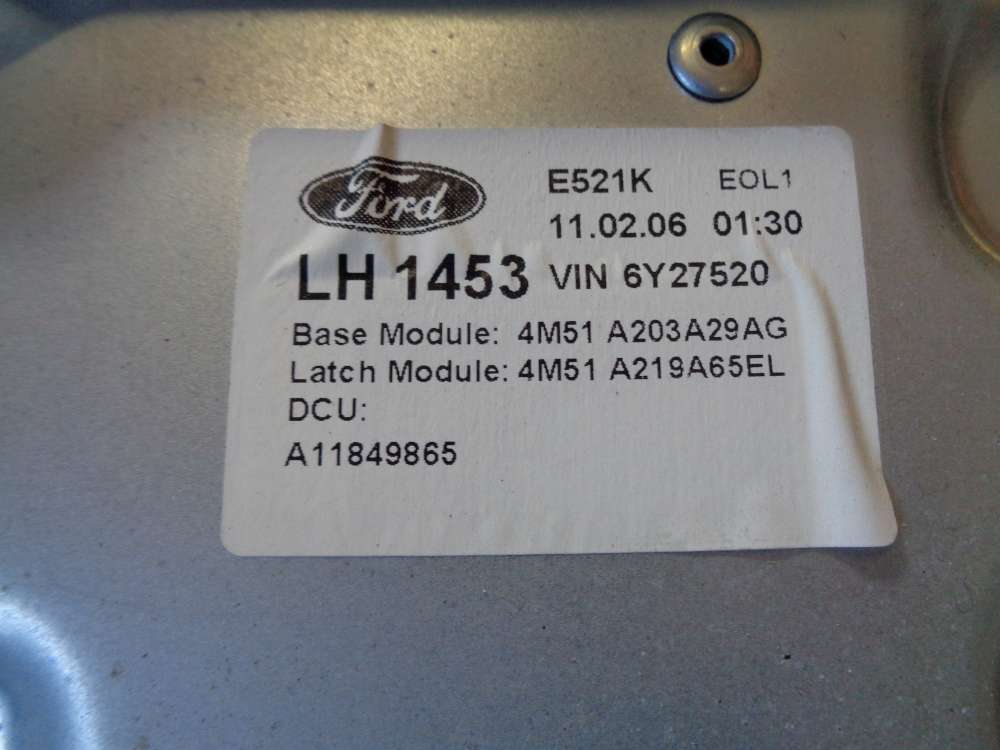 Ford
E521K EOL1
11.02.06 01:30
LH 1453 VIN 6Y27520
Base Module: 4M51 A203A29AG
Latch Module: 4M51 A219A65EL
DCU:
A11849865